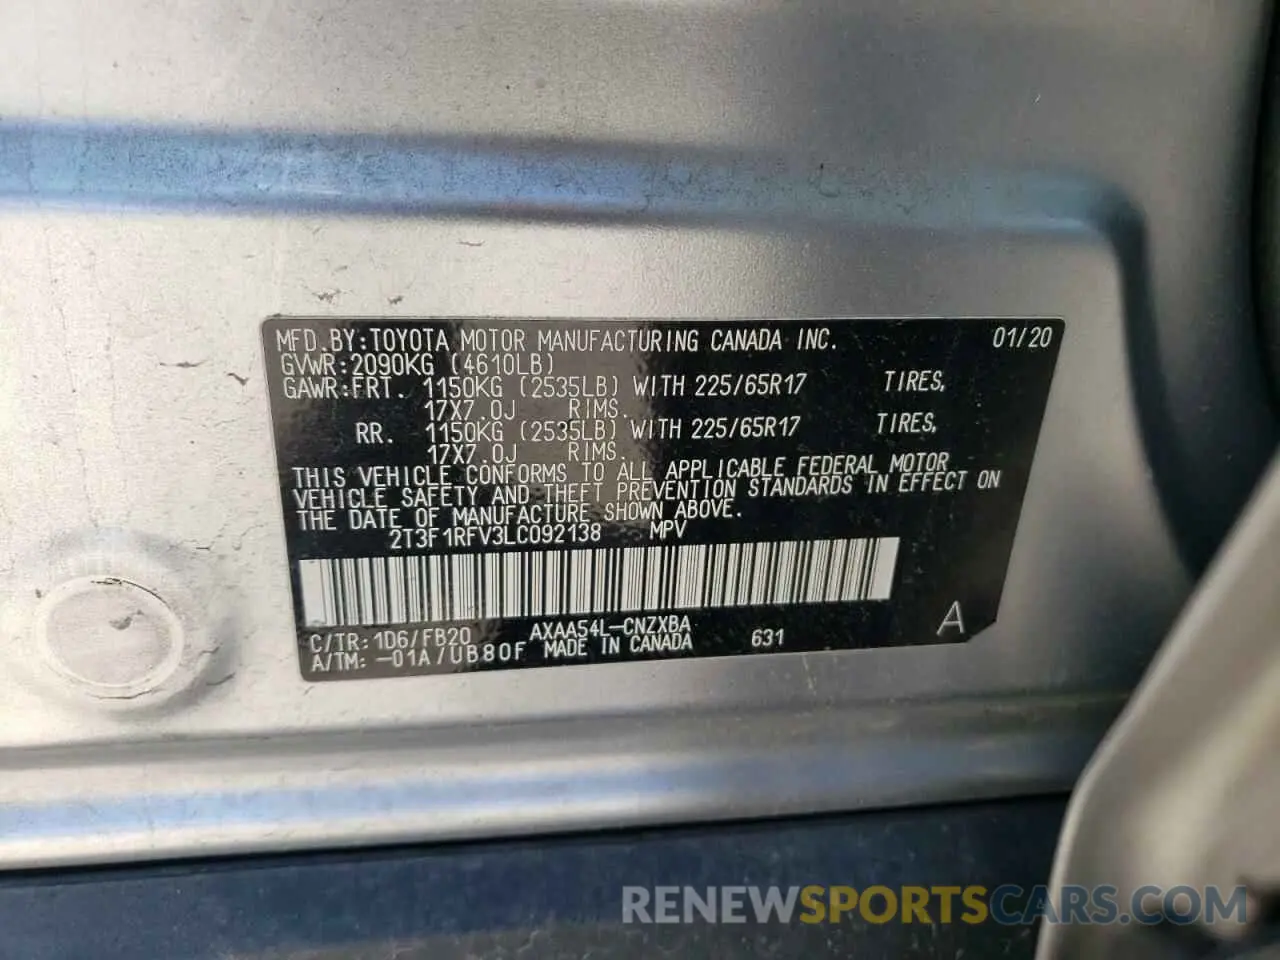 MFD.BY:TOYOTA MOTOR MANUFACTURING CANADA INC. 01/20
GVWR:2090KG (4610LB)
GAWR:FRT. 1150KG (2535LB) WITH 225/65R17 TIRES,
17X7.0J RIMS.
RR. 1150KG (2535LB) WITH 225/65R17 TIRES,
17X7.0J RIMS.
THIS VEHICLE CONFORMS TO ALL APPLICABLE FEDERAL MOTOR
VEHICLE SAFETY AND THEFT PREVENTION STANDARDS IN EFFECT ON
THE DATE OF MANUFACTURE SHOWN ABOVE.
2T3F1RFV3LC092138 MPV
C/TR:1D6/FB20 AXAA54L-CNZXBA 631 A
A/TM:-01A/UB80F MADE IN CANADA
RENEWSPORTSCARS.COM